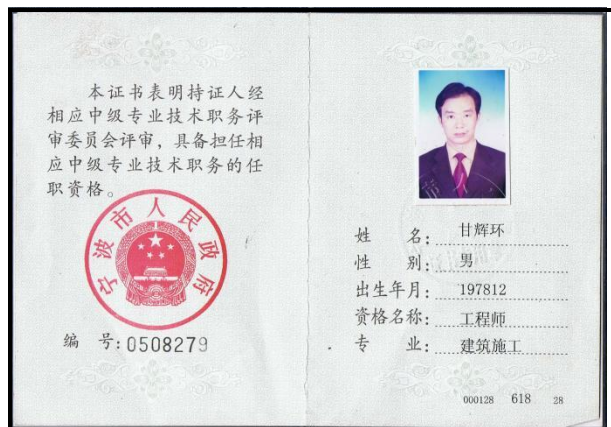 本证书表明持证人经
相应中级专业技术职务评
审委员会评审，具备担任相
应中级专业技术职务的任
职资格。
宁波市人民政府
编 号：0508279
姓 名：甘辉环
性 别：男
出生年月：197812
资格名称：工程师
专 业：建筑施工
000128 618 28